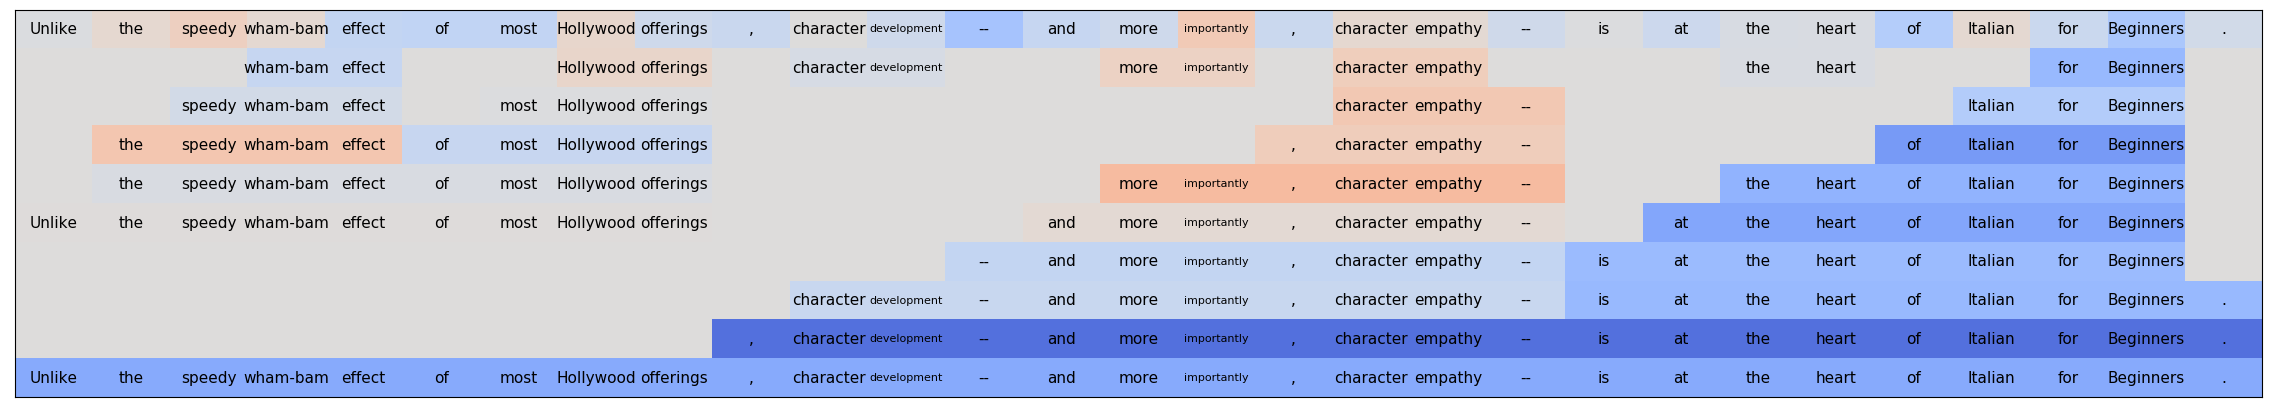 Unlike the speedy wham-bam effect of most Hollywood offerings , character development -- and more importantly , character empathy -- is at the heart of Italian for Beginners .
wham-bam effect Hollywood offerings character development more importantly character empathy the heart for Beginners
speedy wham-bam effect most Hollywood offerings character empathy -- Italian for Beginners
the speedy wham-bam effect of most Hollywood offerings , character empathy -- of Italian for Beginners
the speedy wham-bam effect of most Hollywood offerings more importantly , character empathy -- the heart of Italian for Beginners
Unlike the speedy wham-bam effect of most Hollywood offerings and more importantly , character empathy -- at the heart of Italian for Beginners
-- and more importantly , character empathy -- is at the heart of Italian for Beginners
character development -- and more importantly , character empathy -- is at the heart of Italian for Beginners .
, character development -- and more importantly , character empathy -- is at the heart of Italian for Beginners .
Unlike the speedy wham-bam effect of most Hollywood offerings , character development -- and more importantly , character empathy -- is at the heart of Italian for Beginners .